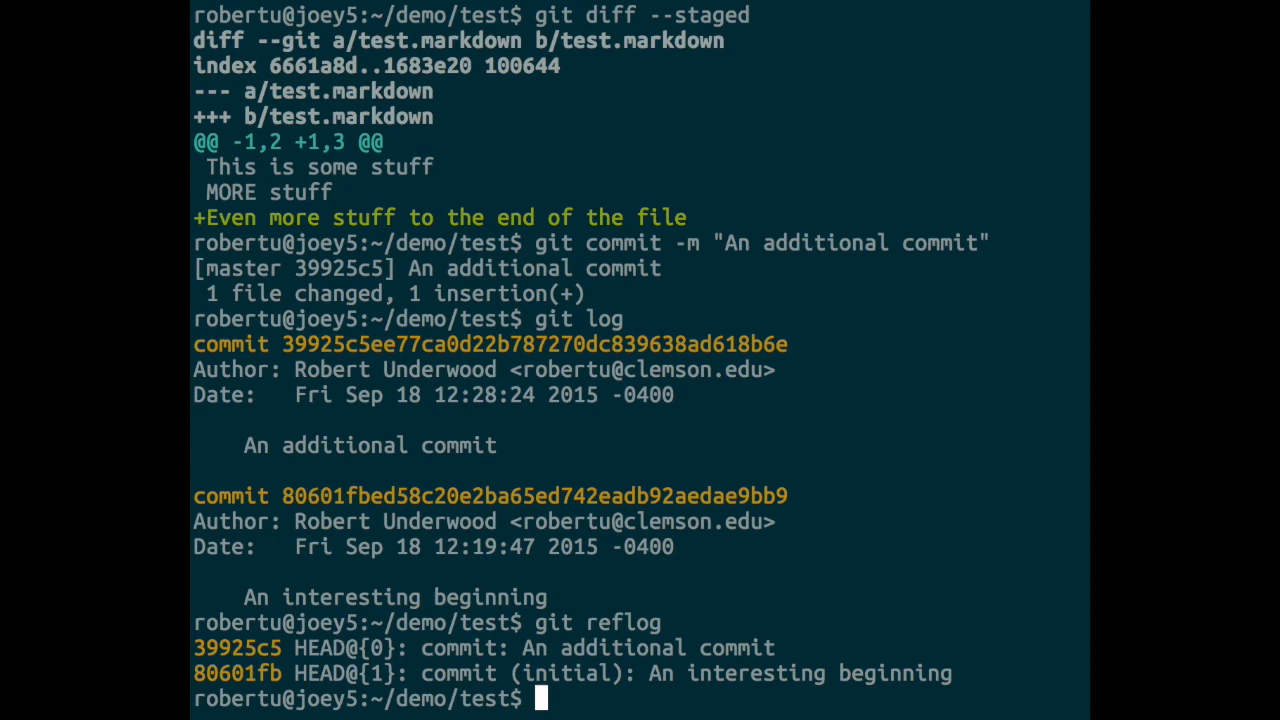 robertu@joey5:~/demo/test$ git diff --staged
diff --git a/test.markdown b/test.markdown
index 6661a8d..1683e20 100644
--- a/test.markdown
+++ b/test.markdown
@@ -1,2 +1,3 @@
 This is some stuff
 MORE stuff
+Even more stuff to the end of the file
robertu@joey5:~/demo/test$ git commit -m "An additional commit"
[master 39925c5] An additional commit
 1 file changed, 1 insertion(+)
robertu@joey5:~/demo/test$ git log
commit 39925c5ee77ca0d22b787270dc839638ad618b6e
Author: Robert Underwood <robertu@clemson.edu>
Date:   Fri Sep 18 12:28:24 2015 -0400
    An additional commit
commit 80601fbed58c20e2ba65ed742eadb92aedae9bb9
Author: Robert Underwood <robertu@clemson.edu>
Date:   Fri Sep 18 12:19:47 2015 -0400
    An interesting beginning
robertu@joey5:~/demo/test$ git reflog
39925c5 HEAD@{0}: commit: An additional commit
80601fb HEAD@{1}: commit (initial): An interesting beginning
robertu@joey5:~/demo/test$